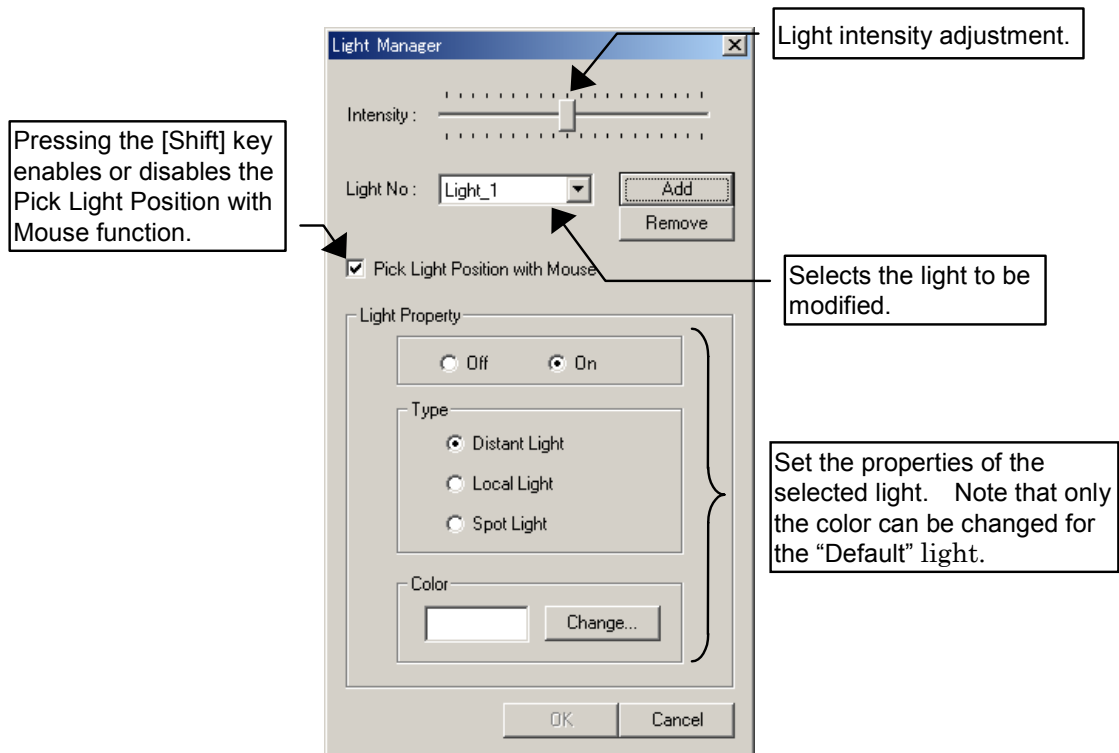 Light intensity adjustment.
Light Manager
Intensity :
Pressing the [Shift] key
enables or disables the
Pick Light Position with
Mouse function.
Light No :
Light_1
Add
Remove
Pick Light Position with Mouse
Selects the light to be
modified.
Light Property
Off
On
Type
Distant Light
Local Light
Spot Light
Set the properties of the
selected light. Note that only
the color can be changed for
the “Default” light.
Color
Change...
OK
Cancel